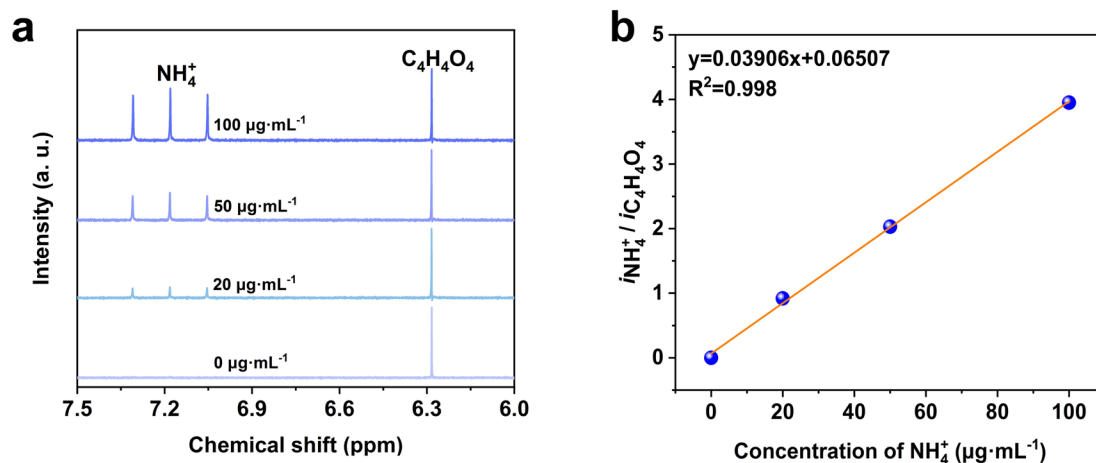 a
NH₄⁺
C₄H₄O₄
100 µg·mL⁻¹
50 µg·mL⁻¹
20 µg·mL⁻¹
0 µg·mL⁻¹
Intensity (a. u.)
7.5 7.2 6.9 6.6 6.3 6.0
Chemical shift (ppm)
b
y=0.03906x+0.06507
R²=0.998
5
4
3
2
1
0
iNH₄⁺ / iC₄H₄O₄
0 20 40 60 80 100
Concentration of NH₄⁺ (µg·mL⁻¹)